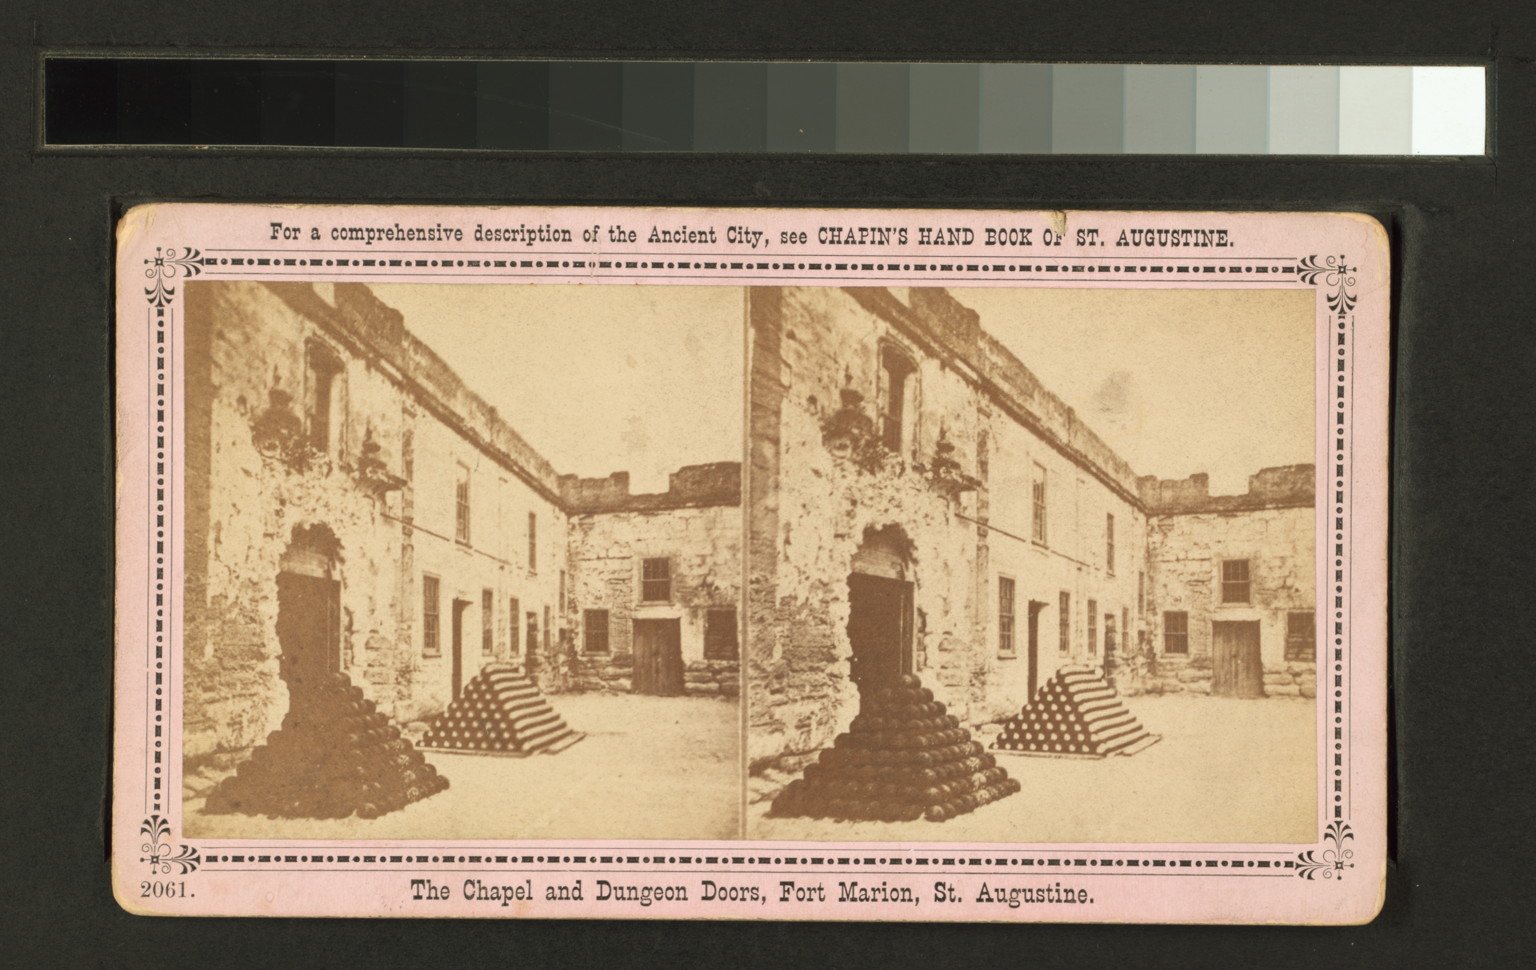 For a comprehensive description of the Ancient City, see CHAPIN'S HAND BOOK OF ST. AUGUSTINE.
2061.
The Chapel and Dungeon Doors, Fort Marion, St. Augustine.